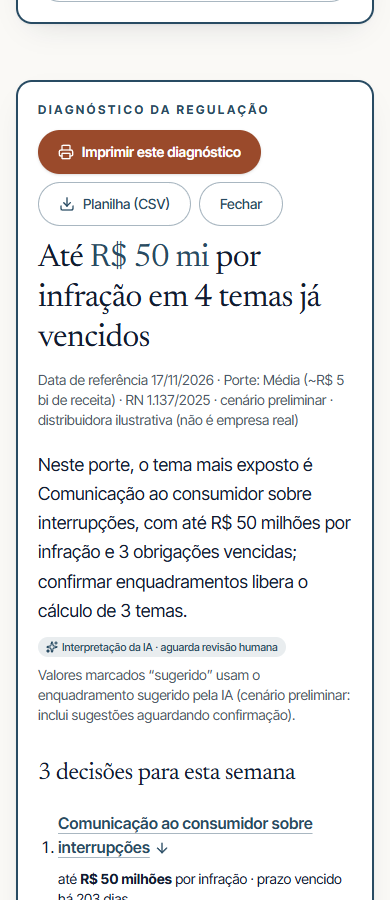 DIAGNÓSTICO DA REGULAÇÃO
Imprimir este diagnóstico
Planilha (CSV)
Fechar
Até R$ 50 mi por
infração em 4 temas já
vencidos
Data de referência 17/11/2026 · Porte: Média (~R$ 5
bi de receita) · RN 1.137/2025 · cenário preliminar ·
distribuidora ilustrativa (não é empresa real)
Neste porte, o tema mais exposto é
Comunicação ao consumidor sobre
interrupções, com até R$ 50 milhões por
infração e 3 obrigações vencidas;
confirmar enquadramentos libera o
cálculo de 3 temas.
Interpretação da IA · aguarda revisão humana
Valores marcados “sugerido” usam o
enquadramento sugerido pela IA (cenário preliminar:
inclui sugestões aguardando confirmação).
3 decisões para esta semana
Comunicação ao consumidor sobre
1. interrupções ↓
até R$ 50 milhões por infração · prazo vencido
há 203 dias